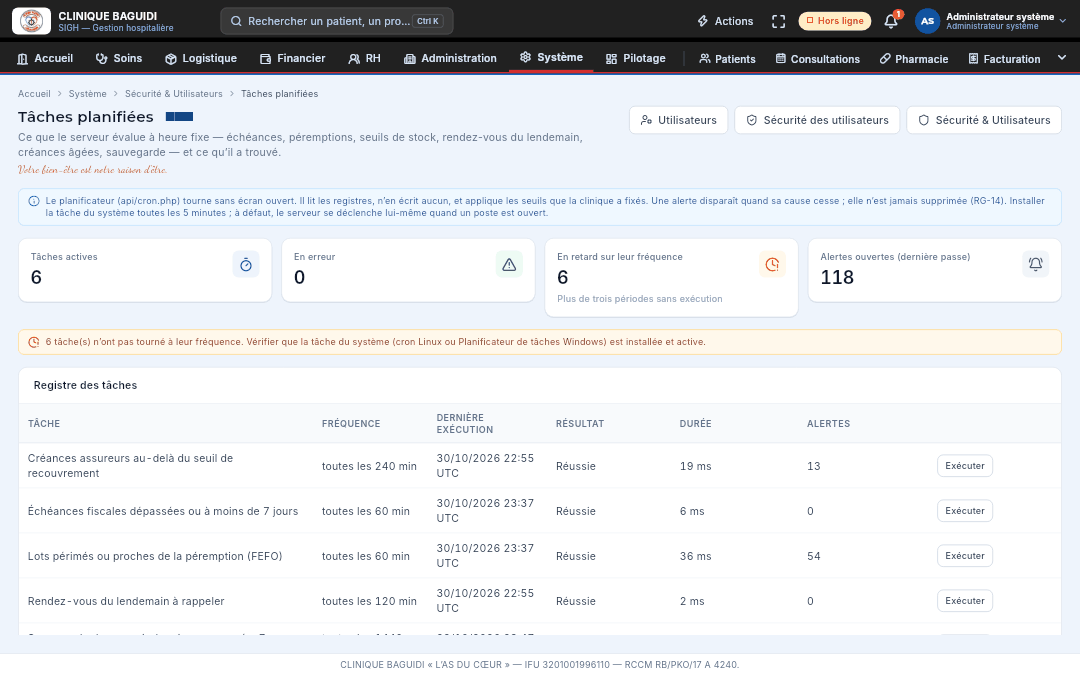 CLINIQUE BAGUIDI
SIGH — Gestion hospitalière
Rechercher un patient, un pro... Ctrl K
Actions
Hors ligne
1
AS
Administrateur système
Administrateur système
Accueil
Soins
Logistique
Financier
RH
Administration
Système
Pilotage
Patients
Consultations
Pharmacie
Facturation
Accueil > Système > Sécurité & Utilisateurs > Tâches planifiées
Tâches planifiées
Ce que le serveur évalue à heure fixe — échéances, péremptions, seuils de stock, rendez-vous du lendemain,
créances âgées, sauvegarde — et ce qu'il a trouvé.
Votre bien-être est notre raison d'être.
Utilisateurs
Sécurité des utilisateurs
Sécurité & Utilisateurs
Le planificateur (api/cron.php) tourne sans écran ouvert. Il lit les registres, n'en écrit aucun, et applique les seuils que la clinique a fixés. Une alerte disparaît quand sa cause cesse ; elle n'est jamais supprimée (RG-14). Installer
la tâche du système toutes les 5 minutes ; à défaut, le serveur se déclenche lui-même quand un poste est ouvert.
Tâches actives
6
En erreur
0
En retard sur leur fréquence
6
Plus de trois périodes sans exécution
Alertes ouvertes (dernière passe)
118
6 tâche(s) n'ont pas tourné à leur fréquence. Vérifier que la tâche du système (cron Linux ou Planificateur de tâches Windows) est installée et active.
Registre des tâches
TÂCHE
FRÉQUENCE
DERNIÈRE
EXÉCUTION
RÉSULTAT
DURÉE
ALERTES
Créances assureurs au-delà du seuil de
recouvrement
toutes les 240 min
30/10/2026 22:55
UTC
Réussie
19 ms
13
Exécuter
Échéances fiscales dépassées ou à moins de 7 jours
toutes les 60 min
30/10/2026 23:37
UTC
Réussie
6 ms
0
Exécuter
Lots périmés ou proches de la péremption (FEFO)
toutes les 60 min
30/10/2026 23:37
UTC
Réussie
36 ms
54
Exécuter
Rendez-vous du lendemain à rappeler
toutes les 120 min
30/10/2026 22:55
UTC
Réussie
2 ms
0
Exécuter
CLINIQUE BAGUIDI « L'AS DU CŒUR » — IFU 3201001996110 — RCCM RB/PKO/17 A 4240.